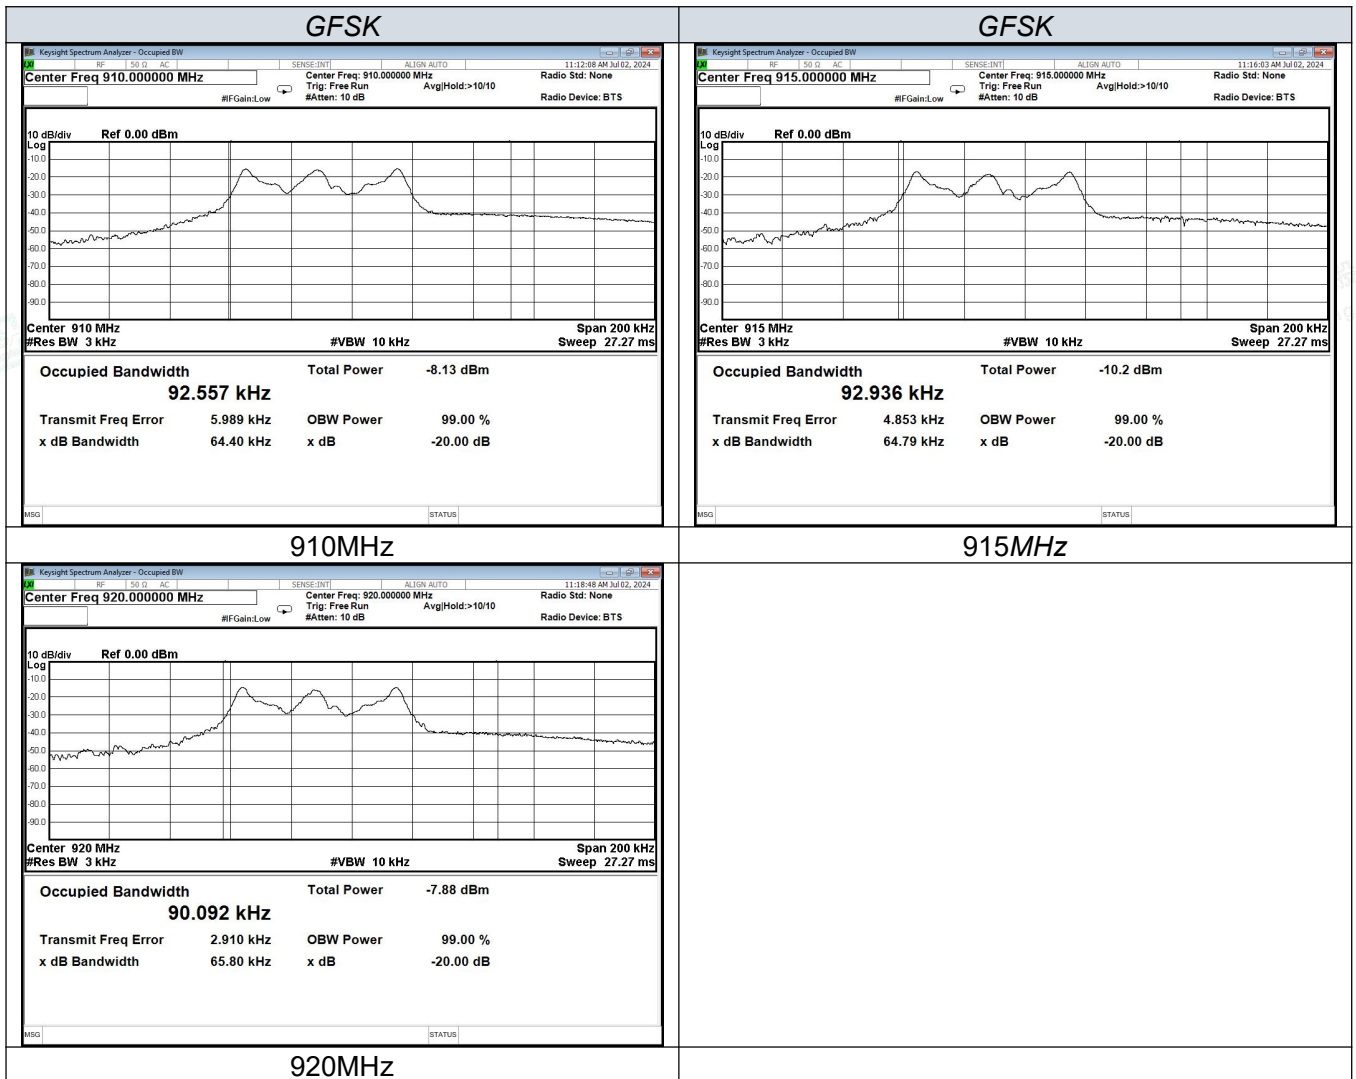 GFSK
GFSK
Keysight Spectrum Analyzer - Occupied BW
LXI RF 50 Ω AC SENSE:INT ALIGN AUTO 11:12:08 AM Jul 02, 2024
Center Freq 910.000000 MHz
Center Freq: 910.000000 MHz
Radio Std: None
Trig: Free Run
Avg|Hold:>10/10
#IFGain:Low
#Atten: 10 dB
Radio Device: BTS
10 dB/div Ref 0.00 dBm
Log
-10.0
-20.0
-30.0
-40.0
-50.0
-60.0
-70.0
-80.0
-90.0
Center 910 MHz
Span 200 kHz
#Res BW 3 kHz
#VBW 10 kHz
Sweep 27.27 ms
Occupied Bandwidth
Total Power -8.13 dBm
92.557 kHz
Transmit Freq Error 5.989 kHz OBW Power 99.00 %
x dB Bandwidth 64.40 kHz x dB -20.00 dB
MSG STATUS
Keysight Spectrum Analyzer - Occupied BW
RF 50 Ω AC SENSE:INT ALIGN AUTO 11:16:03 AM Jul 02, 2024
Center Freq 915.000000 MHz
Center Freq: 915.000000 MHz
Radio Std: None
Trig: Free Run
Avg|Hold:>10/10
#IFGain:Low
#Atten: 10 dB
Radio Device: BTS
10 dB/div Ref 0.00 dBm
Log
-10.0
-20.0
-30.0
-40.0
-50.0
-60.0
-70.0
-80.0
-90.0
Center 915 MHz
Span 200 kHz
#Res BW 3 kHz
#VBW 10 kHz
Sweep 27.27 ms
Occupied Bandwidth
Total Power -10.2 dBm
92.936 kHz
Transmit Freq Error 4.853 kHz OBW Power 99.00 %
x dB Bandwidth 64.79 kHz x dB -20.00 dB
MSG STATUS
910MHz
915MHz
Keysight Spectrum Analyzer - Occupied BW
RF 50 Ω AC SENSE:INT ALIGN AUTO 11:18:48 AM Jul 02, 2024
Center Freq 920.000000 MHz
Center Freq: 920.000000 MHz
Radio Std: None
Trig: Free Run
Avg|Hold:>10/10
#IFGain:Low
#Atten: 10 dB
Radio Device: BTS
10 dB/div Ref 0.00 dBm
Log
-10.0
-20.0
-30.0
-40.0
-50.0
-60.0
-70.0
-80.0
-90.0
Center 920 MHz
Span 200 kHz
#Res BW 3 kHz
#VBW 10 kHz
Sweep 27.27 ms
Occupied Bandwidth
Total Power -7.88 dBm
90.092 kHz
Transmit Freq Error 2.910 kHz OBW Power 99.00 %
x dB Bandwidth 65.80 kHz x dB -20.00 dB
MSG STATUS
920MHz